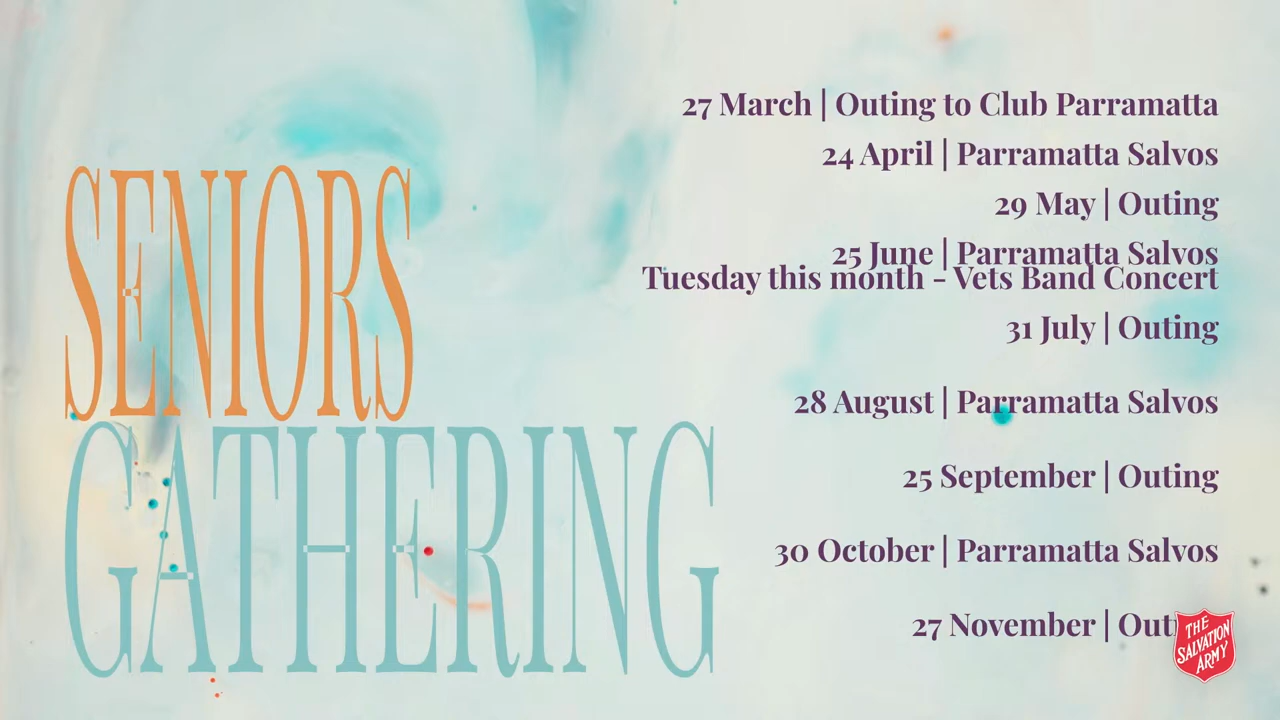 SENIORS
GATHERING
27 March | Outing to Club Parramatta
24 April | Parramatta Salvos
29 May | Outing
25 June | Parramatta Salvos
Tuesday this month - Vets Band Concert
31 July | Outing
28 August | Parramatta Salvos
25 September | Outing
30 October | Parramatta Salvos
27 November |
THE
SALVATION
ARMY